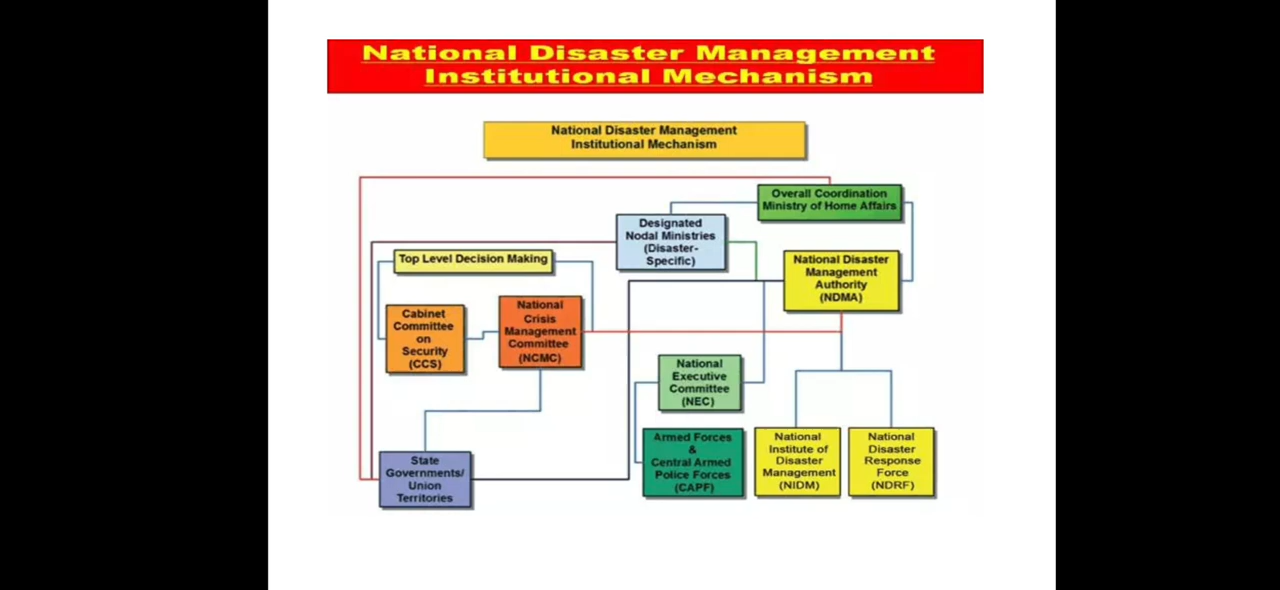 National Disaster Management
Institutional Mechanism
National Disaster Management
Institutional Mechanism
Overall Coordination
Ministry of Home Affairs
Designated
Nodal Ministries
(Disaster-
Specific)
Top Level Decision Making
National Disaster
Management
Authority
(NDMA)
Cabinet
Committee
on
Security
(CCS)
National
Crisis
Management
Committee
(NCMC)
National
Executive
Committee
(NEC)
Armed Forces
&
Central Armed
Police Forces
(CAPF)
National
Institute of
Disaster
Management
(NIDM)
National
Disaster
Response
Force
(NDRF)
State
Governments/
Union
Territories